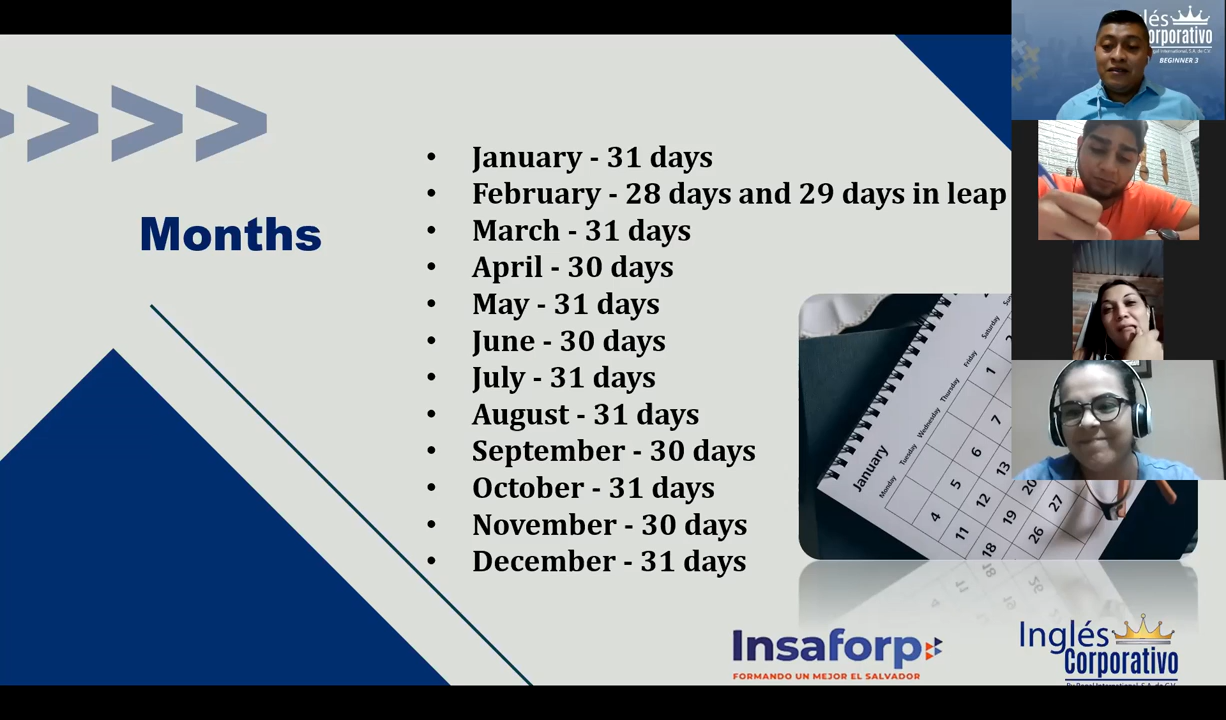 Months
• January - 31 days
• February - 28 days and 29 days in leap
• March - 31 days
• April - 30 days
• May - 31 days
• June - 30 days
• July - 31 days
• August - 31 days
• September - 30 days
• October - 31 days
• November - 30 days
• December - 31 days
January
Monday Tuesday Wednesday Thursday Friday Saturday
1
4 5 6 7
11 12 13
18 19 20
26 27
Insaforp
FORMANDO UN MEJOR EL SALVADOR
Inglés
Corporativo
lés
orporativo
BEGINNER 3